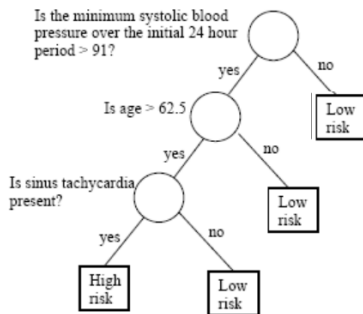 Is the minimum systolic blood
pressure over the initial 24 hour
period > 91?
yes
no
Is age > 62.5
Low
risk
yes
no
Is sinus tachycardia
present?
Low
risk
yes
no
High
risk
Low
risk